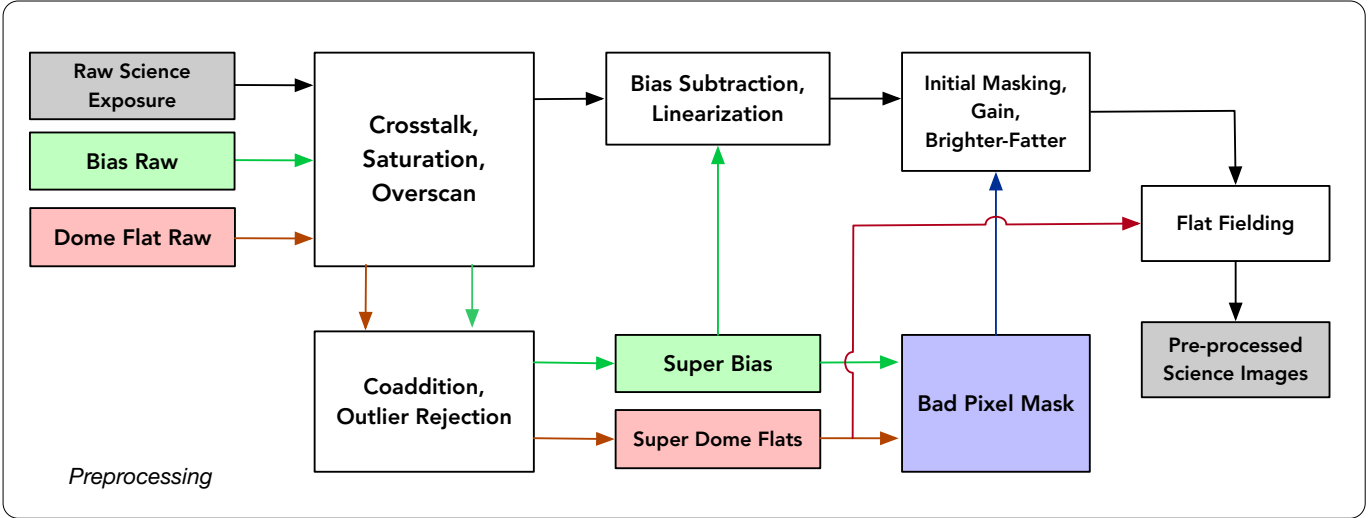 Raw Science
Exposure
Bias Raw
Dome Flat Raw
Crosstalk,
Saturation,
Overscan
Bias Subtraction,
Linearization
Initial Masking,
Gain,
Brighter-Fatter
Flat Fielding
Pre-processed
Science Images
Coaddition,
Outlier Rejection
Super Bias
Super Dome Flats
Bad Pixel Mask
Preprocessing